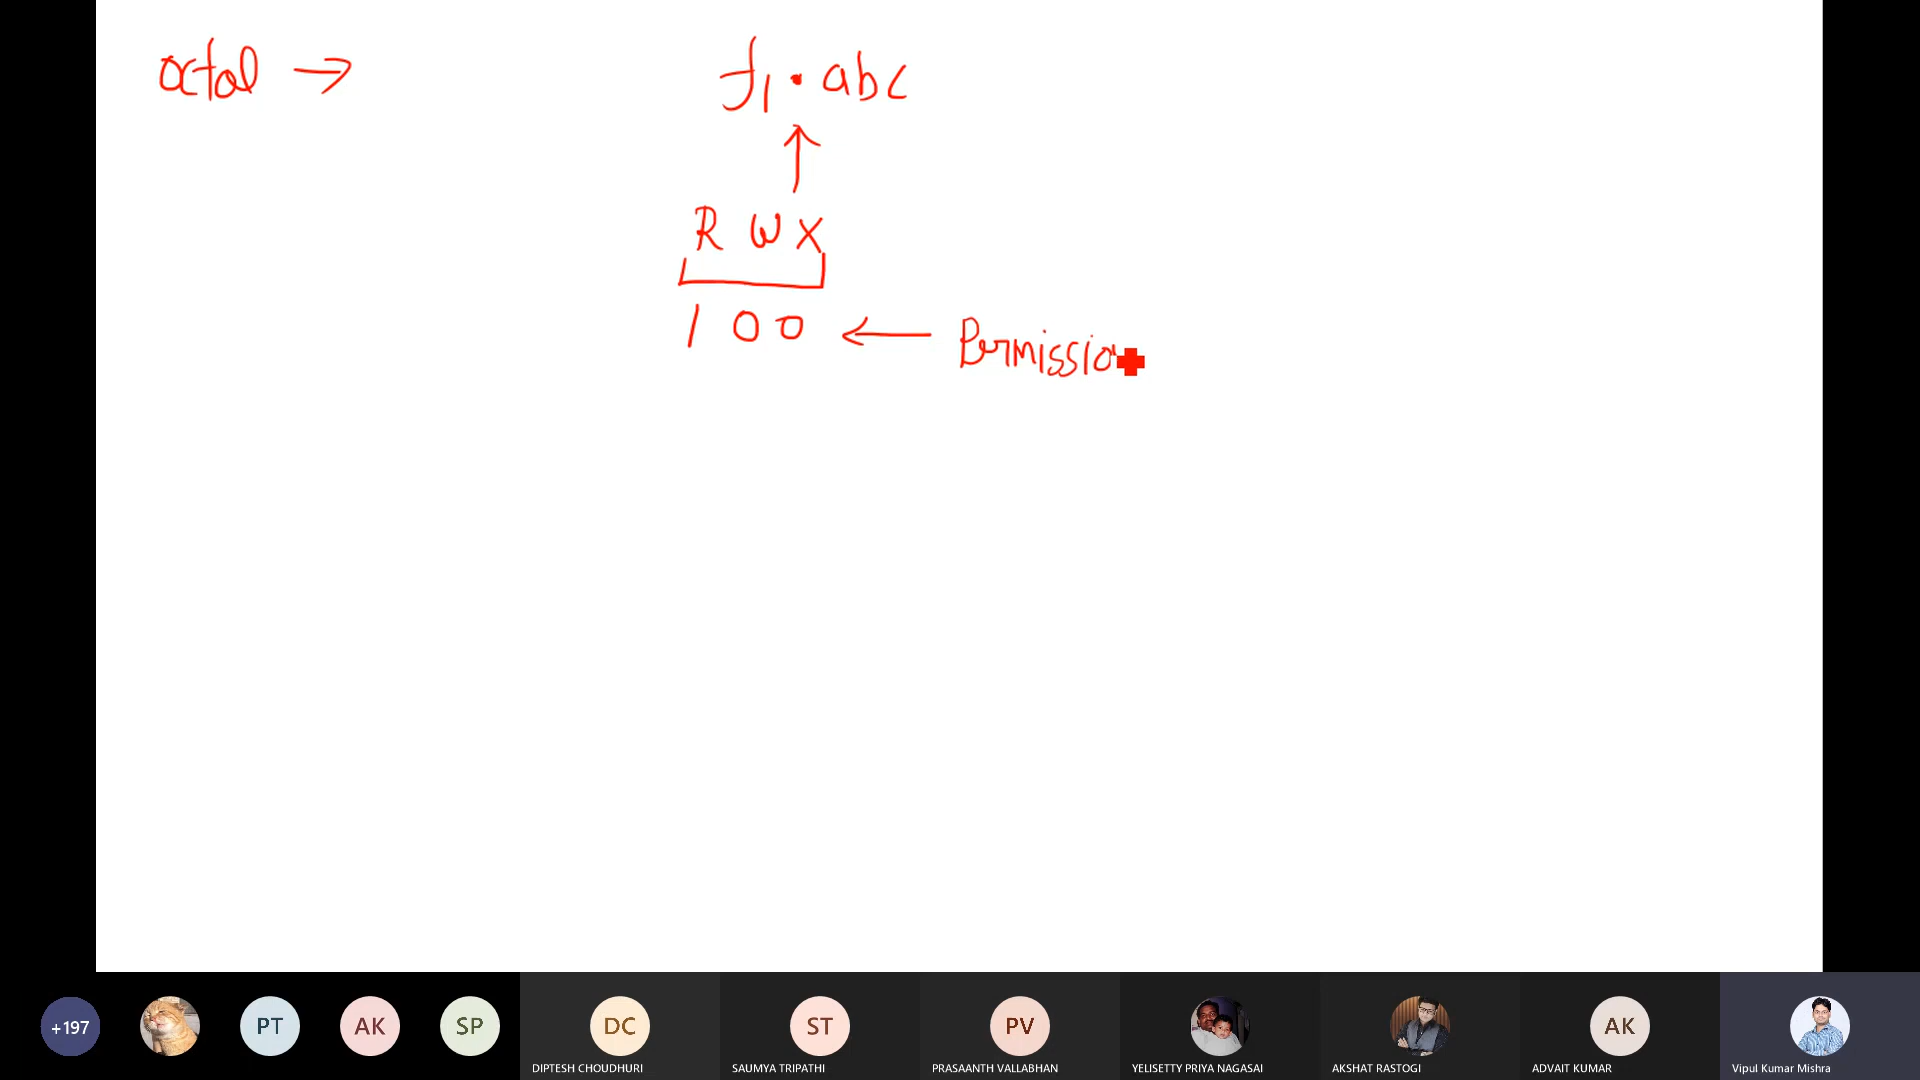 octal →
f1.abc
↑
R W X
1 0 0 ← Permission
+197
PT
AK
SP
DC
ST
PV
AK
DIPTESH CHOUDHURI
SAUMYA TRIPATHI
PRASAANTH VALLABHAN
YELISETTY PRIYA NAGASAI
AKSHAT RASTOGI
ADVAIT KUMAR
Vipul Kumar Mishra